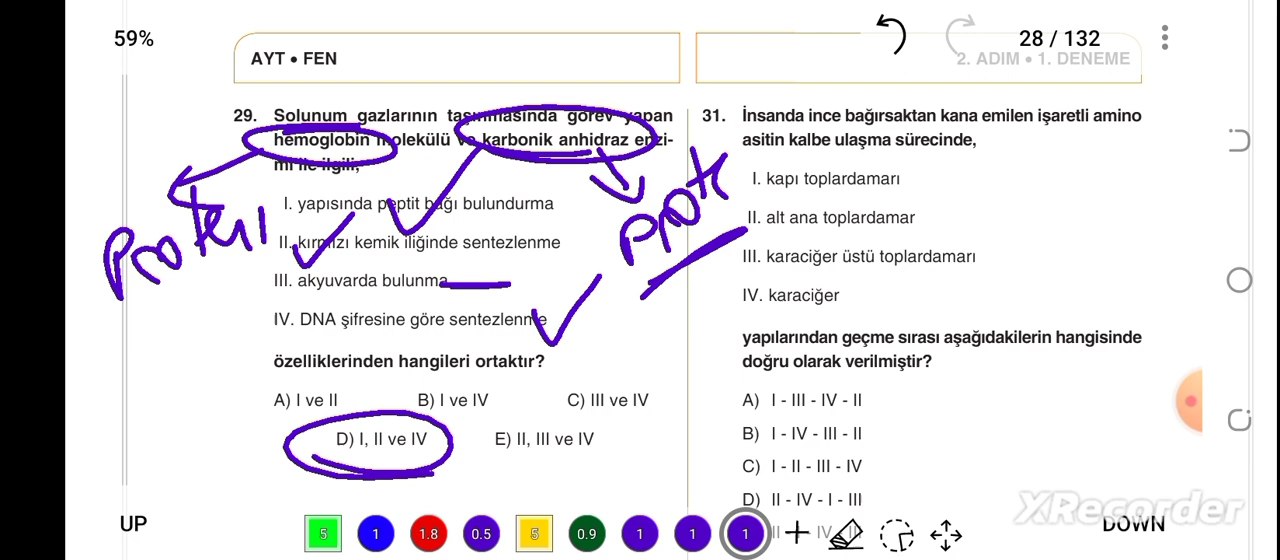 59%
28 / 132
AYT • FEN
2. ADIM • 1. DENEME
29. Solunum gazlarının taşınmasında görev yapan
hemoglobin molekülü ve karbonik anhidraz enzi-
mi ile ilgili,
I. yapısında peptit bağı bulundurma
II. kırmızı kemik iliğinde sentezlenme
III. akyuvarda bulunma
IV. DNA şifresine göre sentezlenme
özelliklerinden hangileri ortaktır?
A) I ve II B) I ve IV C) III ve IV
D) I, II ve IV E) II, III ve IV
Protein
Prote
31. İnsanda ince bağırsaktan kana emilen işaretli amino
asitin kalbe ulaşma sürecinde,
I. kapı toplardamarı
II. alt ana toplardamar
III. karaciğer üstü toplardamarı
IV. karaciğer
yapılarından geçme sırası aşağıdakilerin hangisinde
doğru olarak verilmiştir?
A) I - III - IV - II
B) I - IV - III - II
C) I - II - III - IV
D) II - IV - I - III
XRecorder
UP
5 1 1.8 0.5 5 0.9 1 1 1
DOWN